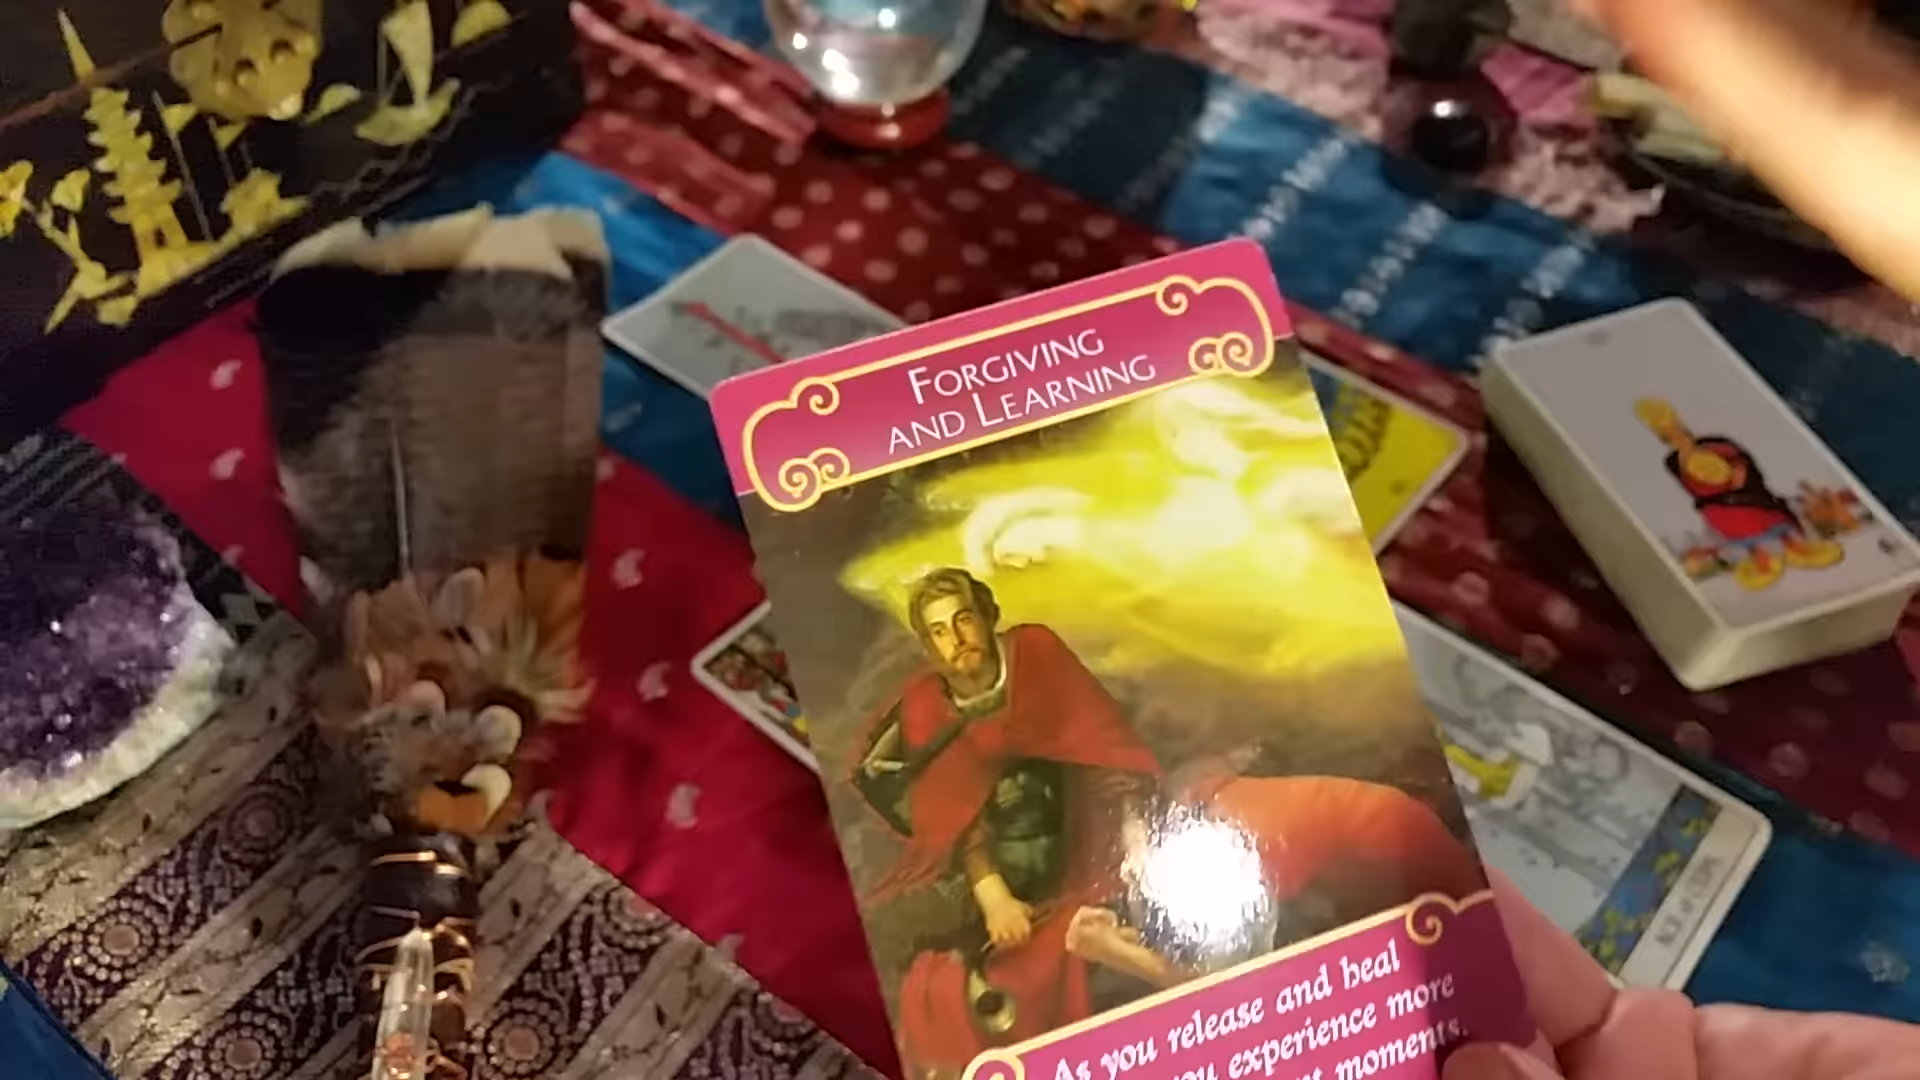 FORGIVING
AND LEARNING
As you release and heal
you experience more
moments.